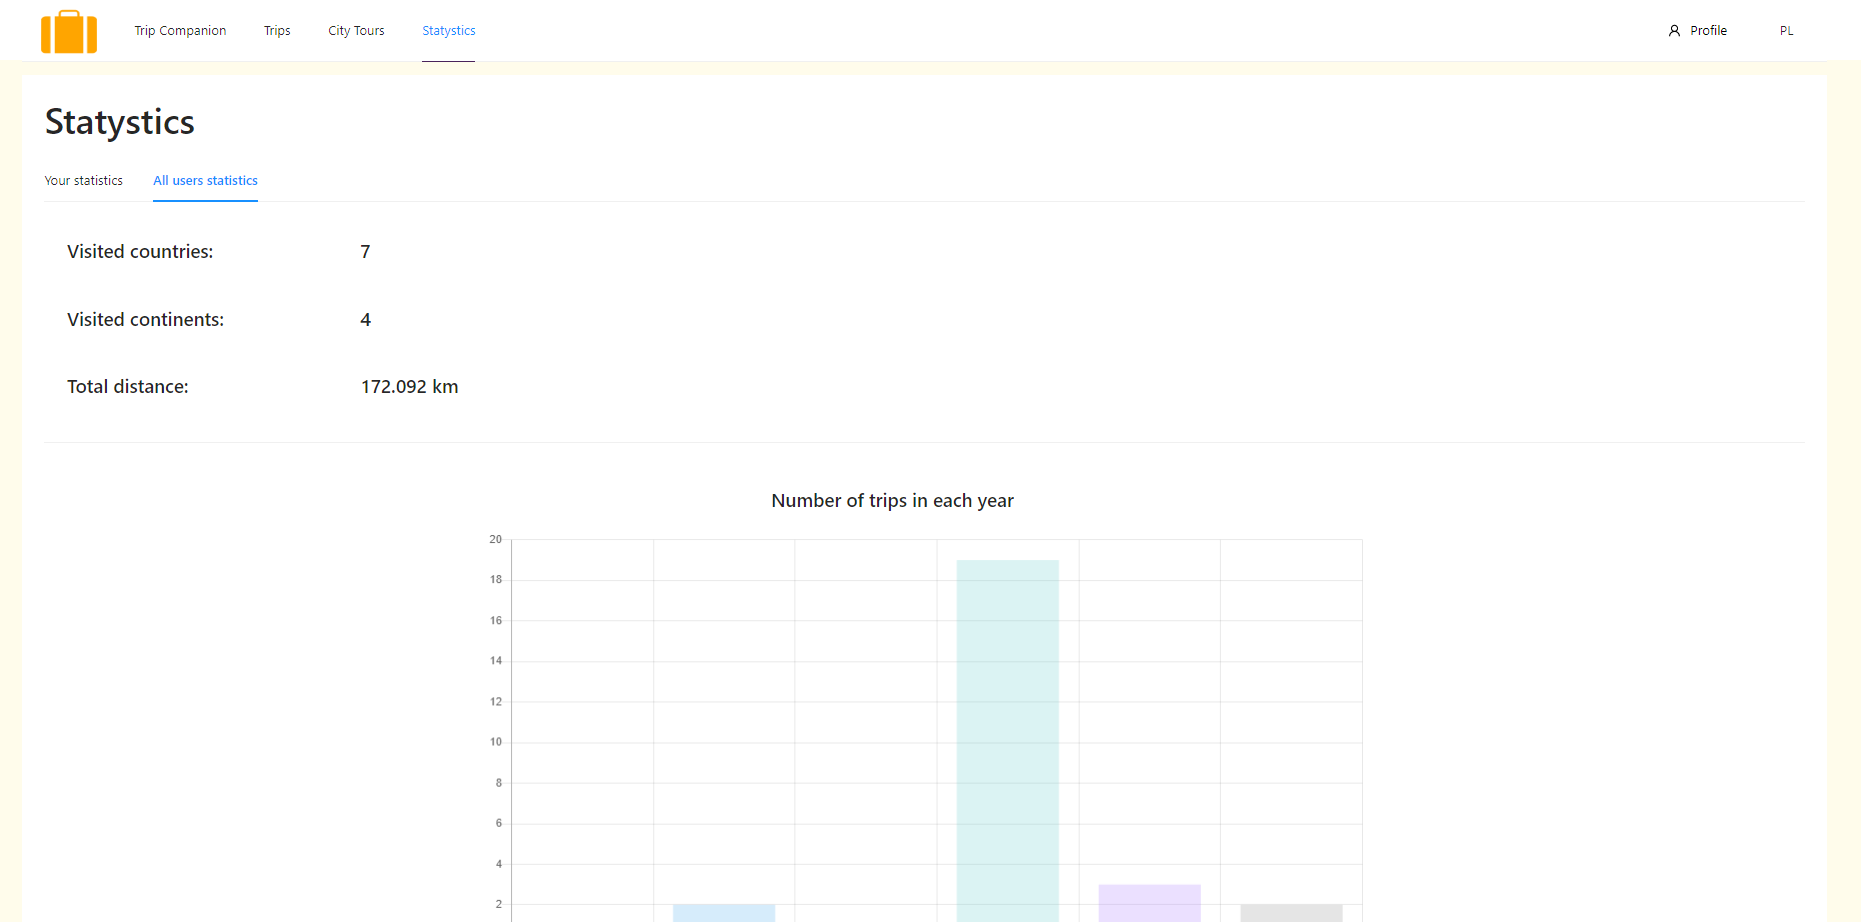 Trip Companion Trips City Tours Statystics Profile PL
Statystics
Your statistics All users statistics
Visited countries: 7
Visited continents: 4
Total distance: 172.092 km
Number of trips in each year
20
18
16
14
12
10
8
6
4
2